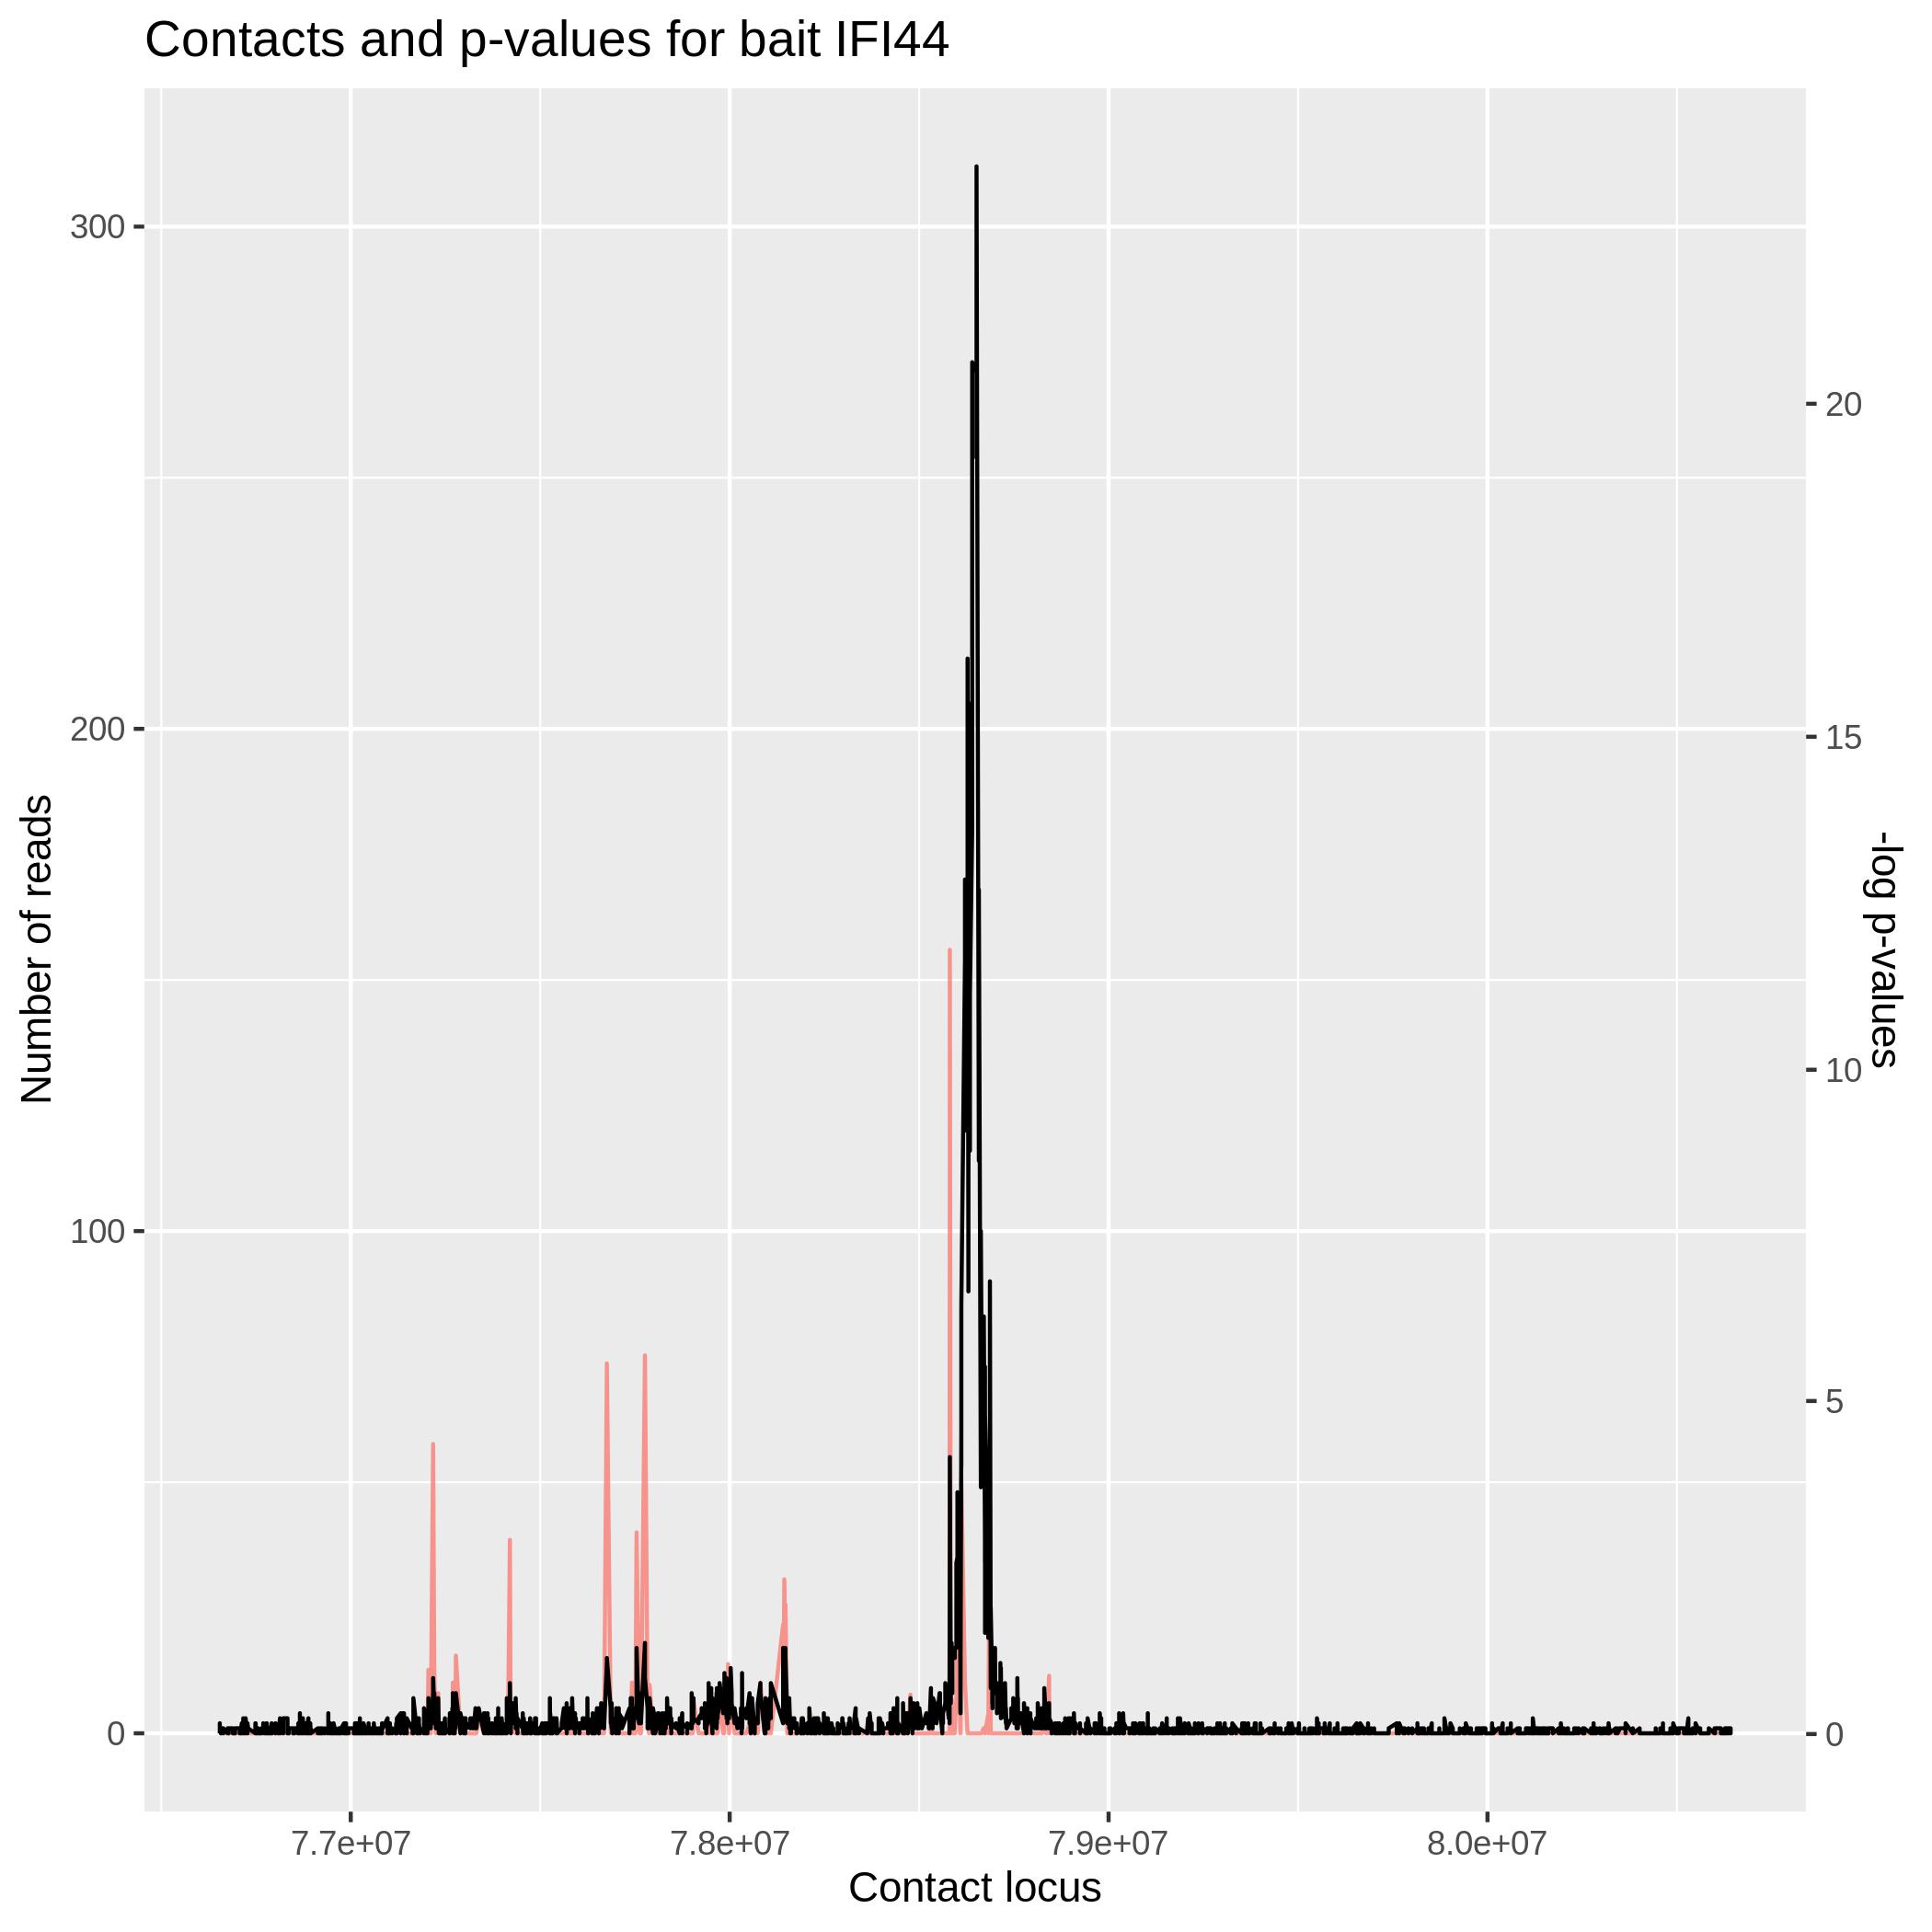 Contacts and p-values for bait IFI44
300
200
100
0
20
15
10
5
0
Number of reads
-log p-values
7.7e+07 7.8e+07 7.9e+07 8.0e+07
Contact locus